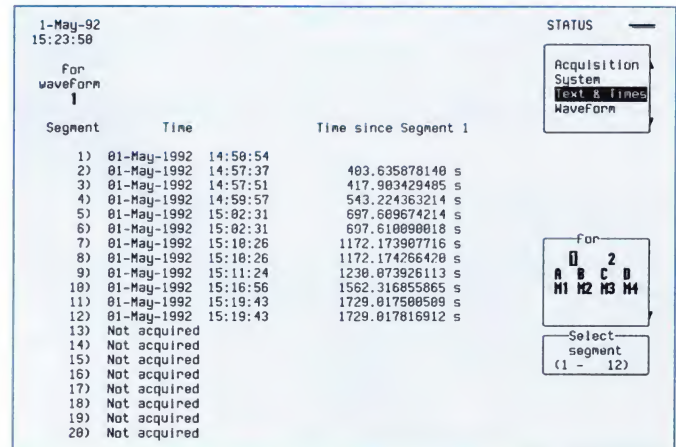 1-May-92
15:23:50
STATUS
For
waveform
1
Acquisition
System
Text & Times
Waveform
Segment Time Time since Segment 1
1) 01-May-1992 14:50:54
2) 01-May-1992 14:57:37 403.635878140 s
3) 01-May-1992 14:57:51 417.903429485 s
4) 01-May-1992 14:59:57 543.224363214 s
5) 01-May-1992 15:02:31 697.609674214 s
6) 01-May-1992 15:02:31 697.610090018 s
7) 01-May-1992 15:10:26 1172.173907716 s
8) 01-May-1992 15:10:26 1172.174266420 s
9) 01-May-1992 15:11:24 1230.073926113 s
10) 01-May-1992 15:16:56 1562.316855865 s
11) 01-May-1992 15:19:43 1729.017500509 s
12) 01-May-1992 15:19:43 1729.017816912 s
13) Not acquired
14) Not acquired
15) Not acquired
16) Not acquired
17) Not acquired
18) Not acquired
19) Not acquired
20) Not acquired
For
1 2
A B C D
M1 M2 M3 M4
Select
segment
(1 - 12)